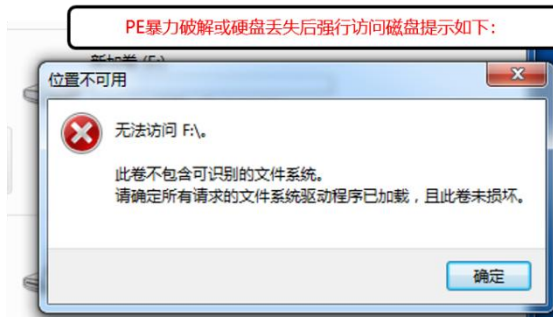 PE暴力破解或硬盘丢失后强行访问磁盘提示如下：
新加卷 (F:)
位置不可用
无法访问 F:\。
此卷不包含可识别的文件系统。
请确定所有请求的文件系统驱动程序已加载，且此卷未损坏。
确定